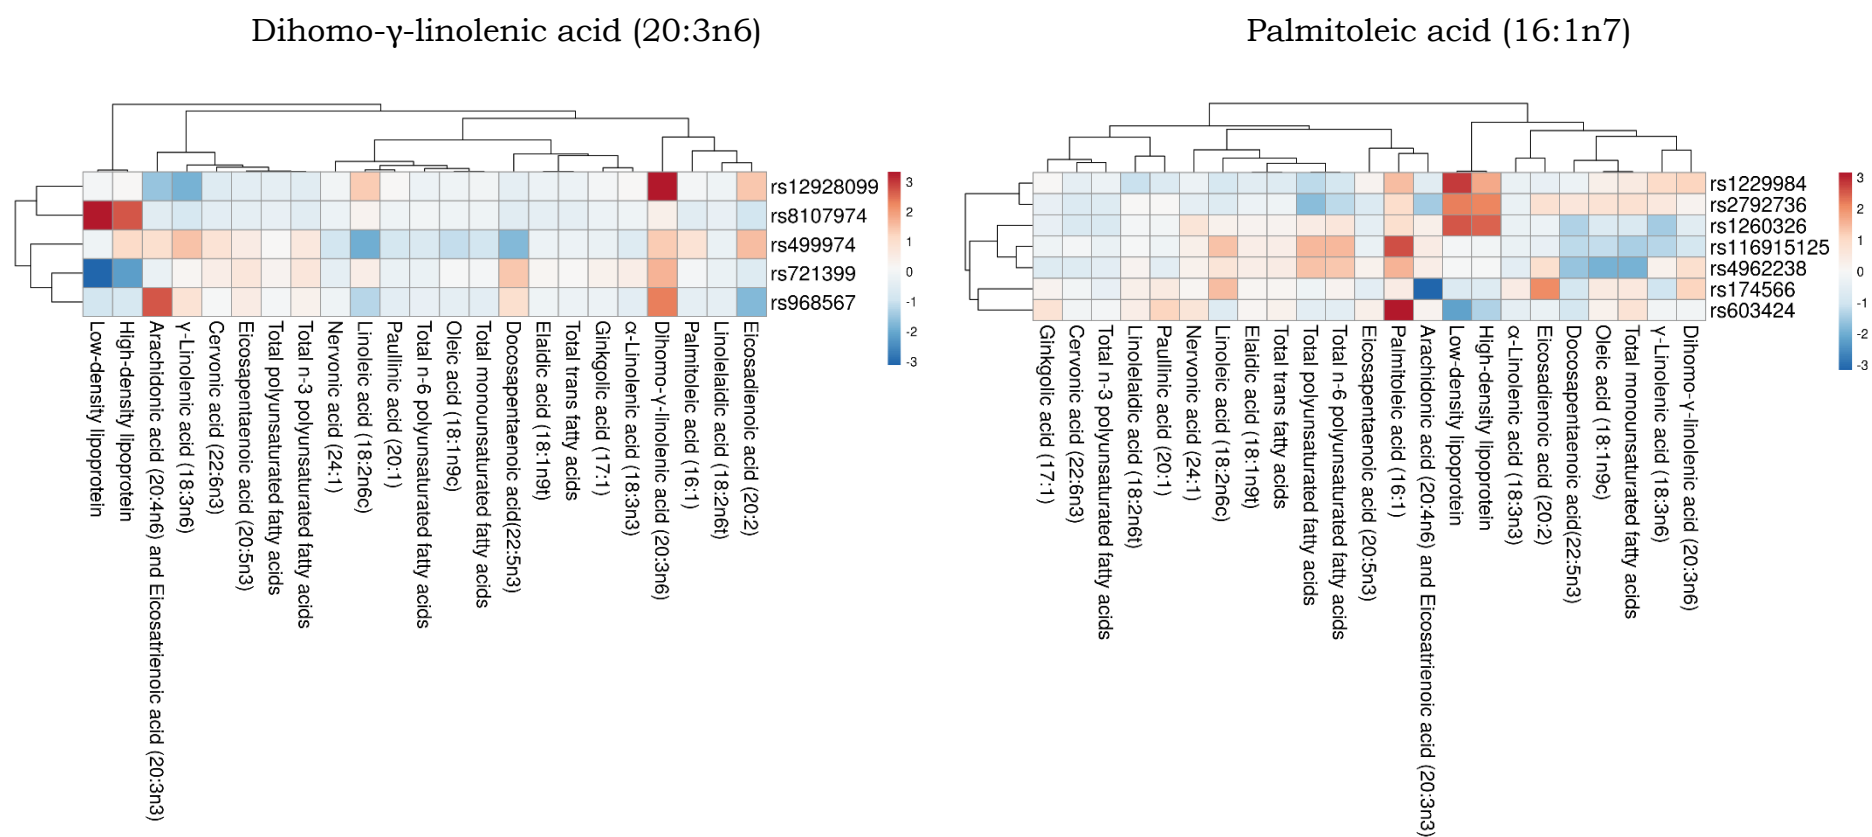 Dihomo-γ-linolenic acid (20:3n6)
rs12928099
rs8107974
rs499974
rs721399
rs968567
3
2
1
0
-1
-2
-3
Low-density lipoprotein
High-density lipoprotein
Arachidonic acid (20:4n6) and Eicosatrienoic acid (20:3n3)
γ-Linolenic acid (18:3n6)
Cervonic acid (22:6n3)
Eicosapentaenoic acid (20:5n3)
Total polyunsaturated fatty acids
Total n-3 polyunsaturated fatty acids
Nervonic acid (24:1)
Linoleic acid (18:2n6c)
Paullinic acid (20:1)
Total n-6 polyunsaturated fatty acids
Oleic acid (18:1n9c)
Total monounsaturated fatty acids
Docosapentaenoic acid(22:5n3)
Elaidic acid (18:1n9t)
Total trans fatty acids
Ginkgolic acid (17:1)
α-Linolenic acid (18:3n3)
Dihomo-γ-linolenic acid (20:3n6)
Palmitoleic acid (16:1)
Linolelaidic acid (18:2n6t)
Eicosadienoic acid (20:2)
Palmitoleic acid (16:1n7)
rs1229984
rs2792736
rs1260326
rs116915125
rs4962238
rs174566
rs603424
3
2
1
0
-1
-2
-3
Ginkgolic acid (17:1)
Cervonic acid (22:6n3)
Total n-3 polyunsaturated fatty acids
Linolelaidic acid (18:2n6t)
Paullinic acid (20:1)
Nervonic acid (24:1)
Linoleic acid (18:2n6c)
Elaidic acid (18:1n9t)
Total trans fatty acids
Total polyunsaturated fatty acids
Total n-6 polyunsaturated fatty acids
Eicosapentaenoic acid (20:5n3)
Palmitoleic acid (16:1)
Arachidonic acid (20:4n6) and Eicosatrienoic acid (20:3n3)
Low-density lipoprotein
High-density lipoprotein
α-Linolenic acid (18:3n3)
Eicosadienoic acid (20:2)
Docosapentaenoic acid(22:5n3)
Oleic acid (18:1n9c)
Total monounsaturated fatty acids
γ-Linolenic acid (18:3n6)
Dihomo-γ-linolenic acid (20:3n6)